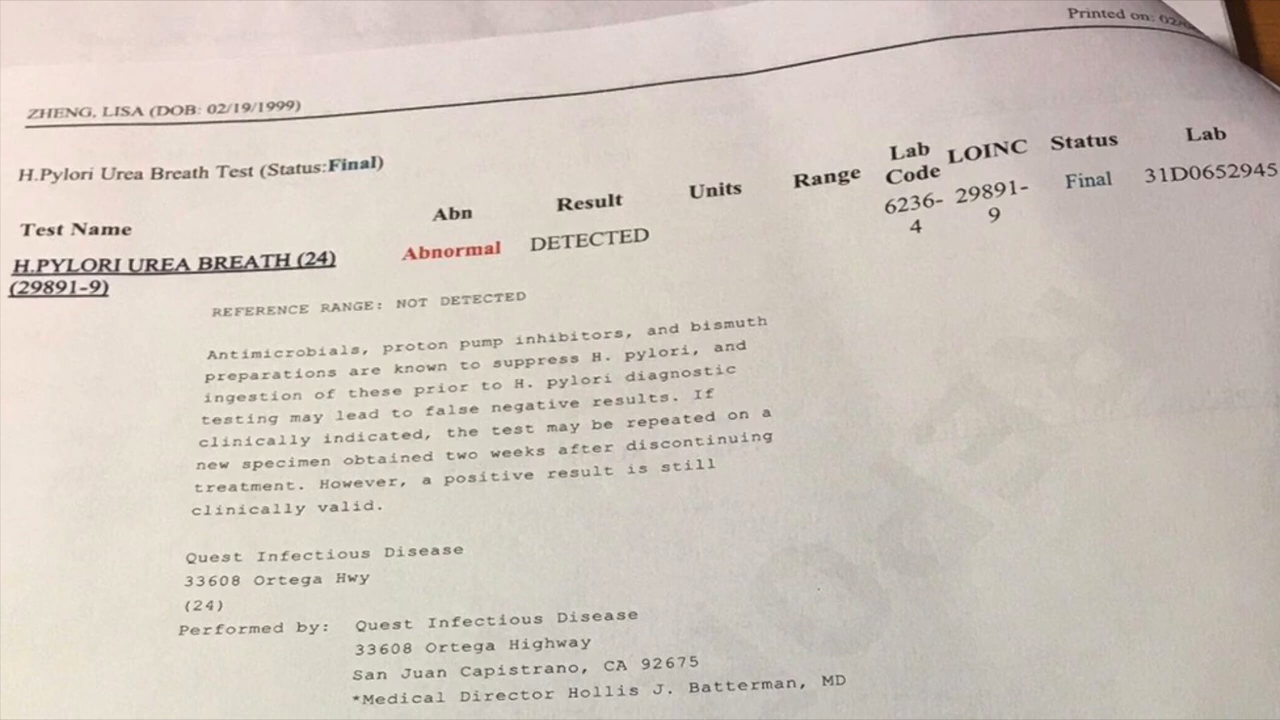 Printed on: 02/
ZHENG, LISA (DOB: 02/19/1999)
H.Pylori Urea Breath Test (Status:Final)
Test Name Abn Result Units Range Lab Code LOINC Status Lab
H.PYLORI UREA BREATH (24) Abnormal DETECTED 6236- 29891- Final 31D0652945
(29891-9) 4 9
REFERENCE RANGE: NOT DETECTED
Antimicrobials, proton pump inhibitors, and bismuth
preparations are known to suppress H. pylori, and
ingestion of these prior to H. pylori diagnostic
testing may lead to false negative results. If
clinically indicated, the test may be repeated on a
new specimen obtained two weeks after discontinuing
treatment. However, a positive result is still
clinically valid.
Quest Infectious Disease
33608 Ortega Hwy
(24)
Performed by: Quest Infectious Disease
33608 Ortega Highway
San Juan Capistrano, CA 92675
*Medical Director Hollis J. Batterman, MD